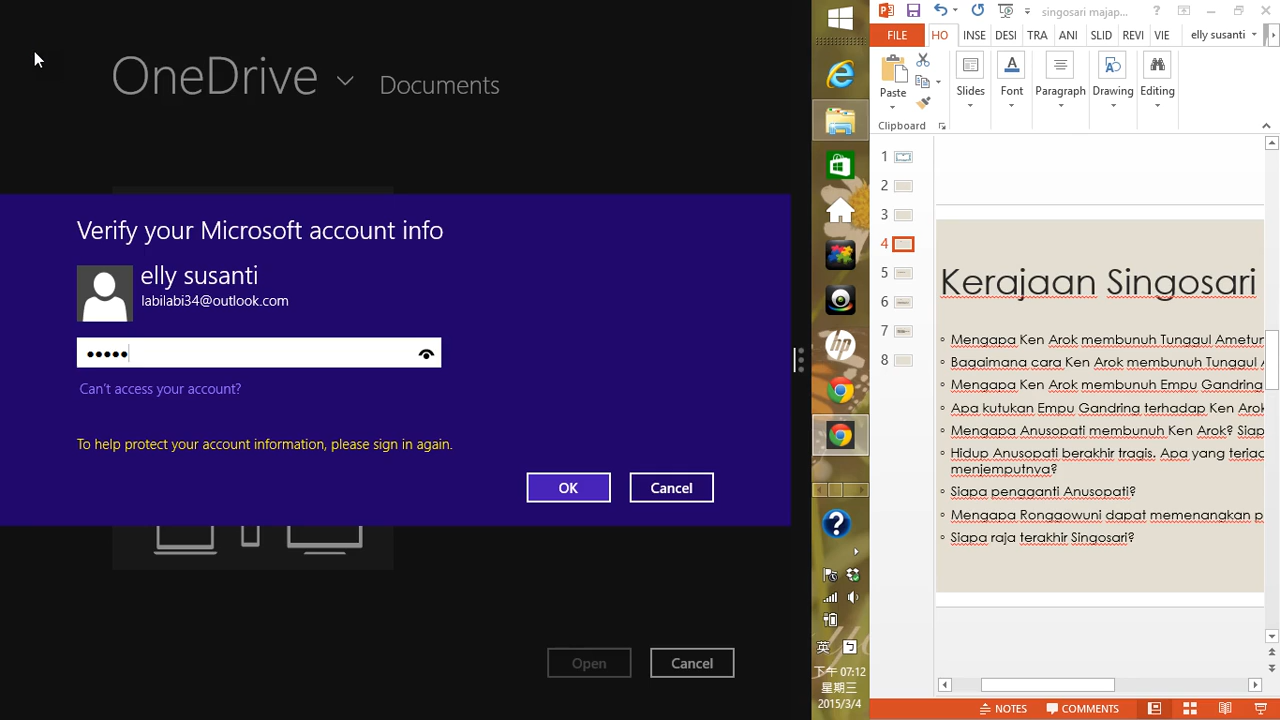 OneDrive
Documents
Verify your Microsoft account info
elly susanti
labilabi34@outlook.com
•••••
Can't access your account?
To help protect your account information, please sign in again.
OK
Cancel
Open
Cancel
hp
?
英
下午 07:12
星期三
2015/3/4
singosari majap...
?
FILE
HO
INSE
DESI
TRA
ANI
SLID
REVI
VIE
elly susanti
Paste
Slides
Font
Paragraph
Drawing
Editing
Clipboard
1
2
3
4
5
6
7
8
Kerajaan Singosari
◦ Mengapa Ken Arok membunuh Tunggul Ametur
◦ Bagaimana cara Ken Arok membunuh Tunggul
◦ Mengapa Ken Arok membunuh Empu Gandring
◦ Apa kutukan Empu Gandring terhadap Ken Arok
◦ Mengapa Anusopati membunuh Ken Arok? Siap
◦ Hidup Anusopati berakhir tragis. Apa yang terjad
menjemputnya?
◦ Siapa pengganti Anusopati?
◦ Mengapa Ronggowuni dapat memenangkan p
◦ Siapa raja terakhir Singosari?
NOTES
COMMENTS